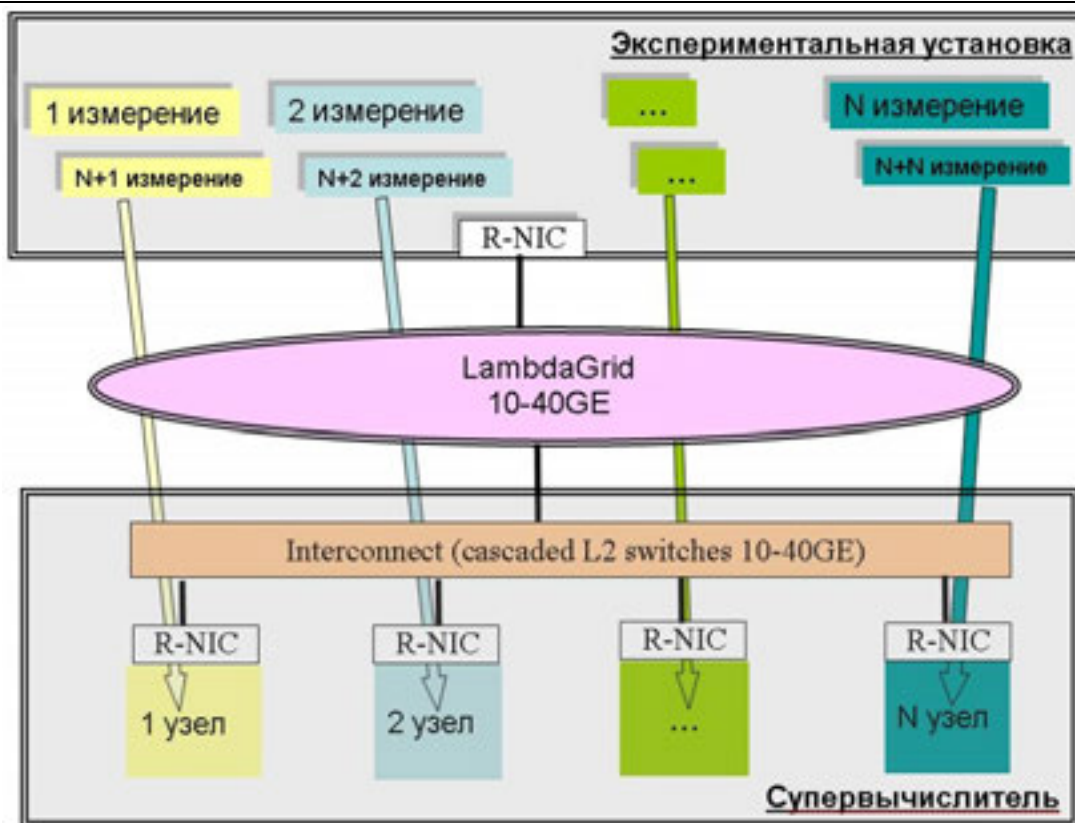 Экспериментальная установка
1 измерение
2 измерение
...
N измерение
N+1 измерение
N+2 измерение
...
N+N измерение
R-NIC
LambdaGrid
10-40GE
Interconnect (cascaded L2 switches 10-40GE)
R-NIC
R-NIC
R-NIC
R-NIC
1 узел
2 узел
...
N узел
Супервычислитель